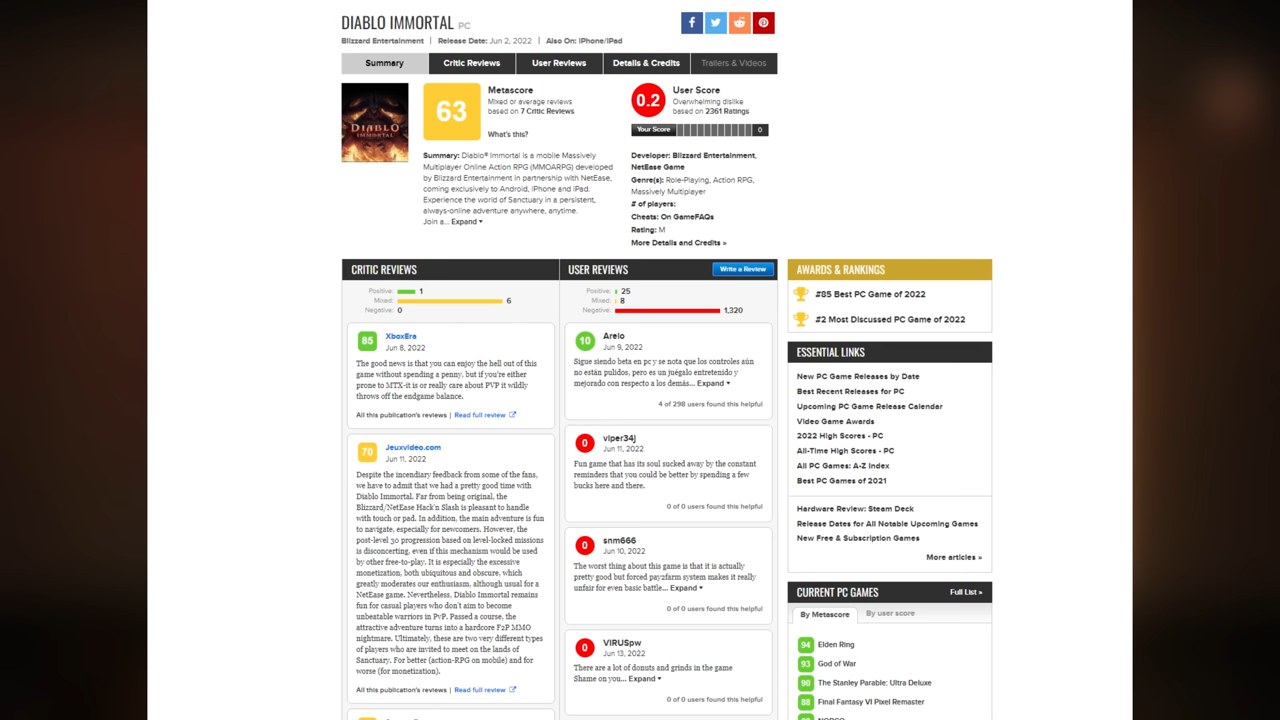 DIABLO IMMORTAL PC
Blizzard Entertainment | Release Date: Jun 2, 2022 | Also On: iPhone/iPad
Summary
Critic Reviews
User Reviews
Details & Credits
Trailers & Videos
DIABLO
IMMORTAL
63
Metascore
Mixed or average reviews
based on 7 Critic Reviews
What's this?
Summary: Diablo® Immortal is a mobile Massively
Multiplayer Online Action RPG (MMOARPG) developed
by Blizzard Entertainment in partnership with NetEase,
coming exclusively to Android, iPhone and iPad.
Experience the world of Sanctuary in a persistent,
always-online adventure anywhere, anytime.
Join a... Expand
0.2
User Score
Overwhelming dislike
based on 2361 Ratings
Your Score 0
Developer: Blizzard Entertainment,
NetEase Game
Genre(s): Role-Playing, Action RPG,
Massively Multiplayer
# of players:
Cheats: On GameFAQs
Rating: M
More Details and Credits »
CRITIC REVIEWS
Positive: 1
Mixed: 6
Negative: 0
85
XboxEra
Jun 8, 2022
The good news is that you can enjoy the hell out of this
game without spending a penny, but if you're either
prone to MTX-it is or really care about PVP it wildly
throws off the endgame balance.
All this publication's reviews | Read full review
70
Jeuxvideo.com
Jun 11, 2022
Despite the incendiary feedback from some of the fans,
we have to admit that we had a pretty good time with
Diablo Immortal. Far from being original, the
Blizzard/NetEase Hack'n Slash is pleasant to handle
with touch or pad. In addition, the main adventure is fun
to navigate, especially for newcomers. However, the
post-level 30 progression based on level-locked missions
is disconcerting, even if this mechanism would be used
by other free-to-play. It is especially the excessive
monetization, both ubiquitous and obscure, which
greatly moderates our enthusiasm, although usual for a
NetEase game. Nevertheless, Diablo Immortal remains
fun for casual players who don't aim to become
unbeatable warriors in PvP. Passed a course, the
attractive adventure turns into a hardcore F2P MMO
nightmare. Ultimately, these are two very different types
of players who are invited to meet on the lands of
Sanctuary. For better (action-RPG on mobile) and for
worse (for monetization).
All this publication's reviews | Read full review
USER REVIEWS
Write a Review
Positive: 25
Mixed: 8
Negative: 1,320
10
Arelo
Jun 9, 2022
Sigue siendo beta en pc y se nota que los controles aún
no están pulidos, pero es un juégalo entretenido y
mejorado con respecto a los demás... Expand
4 of 298 users found this helpful
0
viper34j
Jun 11, 2022
Fun game that has its soul sucked away by the constant
reminders that you could be better by spending a few
bucks here and there.
0 of 0 users found this helpful
0
snm666
Jun 10, 2022
The worst thing about this game is that it is actually
pretty good but forced pay2farm system makes it really
unfair for even basic battle... Expand
0 of 0 users found this helpful
0
VIRUSpw
Jun 13, 2022
There are a lot of donuts and grinds in the game
Shame on you... Expand
0 of 0 users found this helpful
AWARDS & RANKINGS
#85 Best PC Game of 2022
#2 Most Discussed PC Game of 2022
ESSENTIAL LINKS
New PC Game Releases by Date
Best Recent Releases for PC
Upcoming PC Game Release Calendar
Video Game Awards
2022 High Scores - PC
All-Time High Scores - PC
All PC Games: A-Z Index
Best PC Games of 2021
Hardware Review: Steam Deck
Release Dates for All Notable Upcoming Games
New Free & Subscription Games
More articles »
CURRENT PC GAMES
Full List »
By Metascore
By user score
94 Elden Ring
93 God of War
90 The Stanley Parable: Ultra Deluxe
88 Final Fantasy VI Pixel Remaster